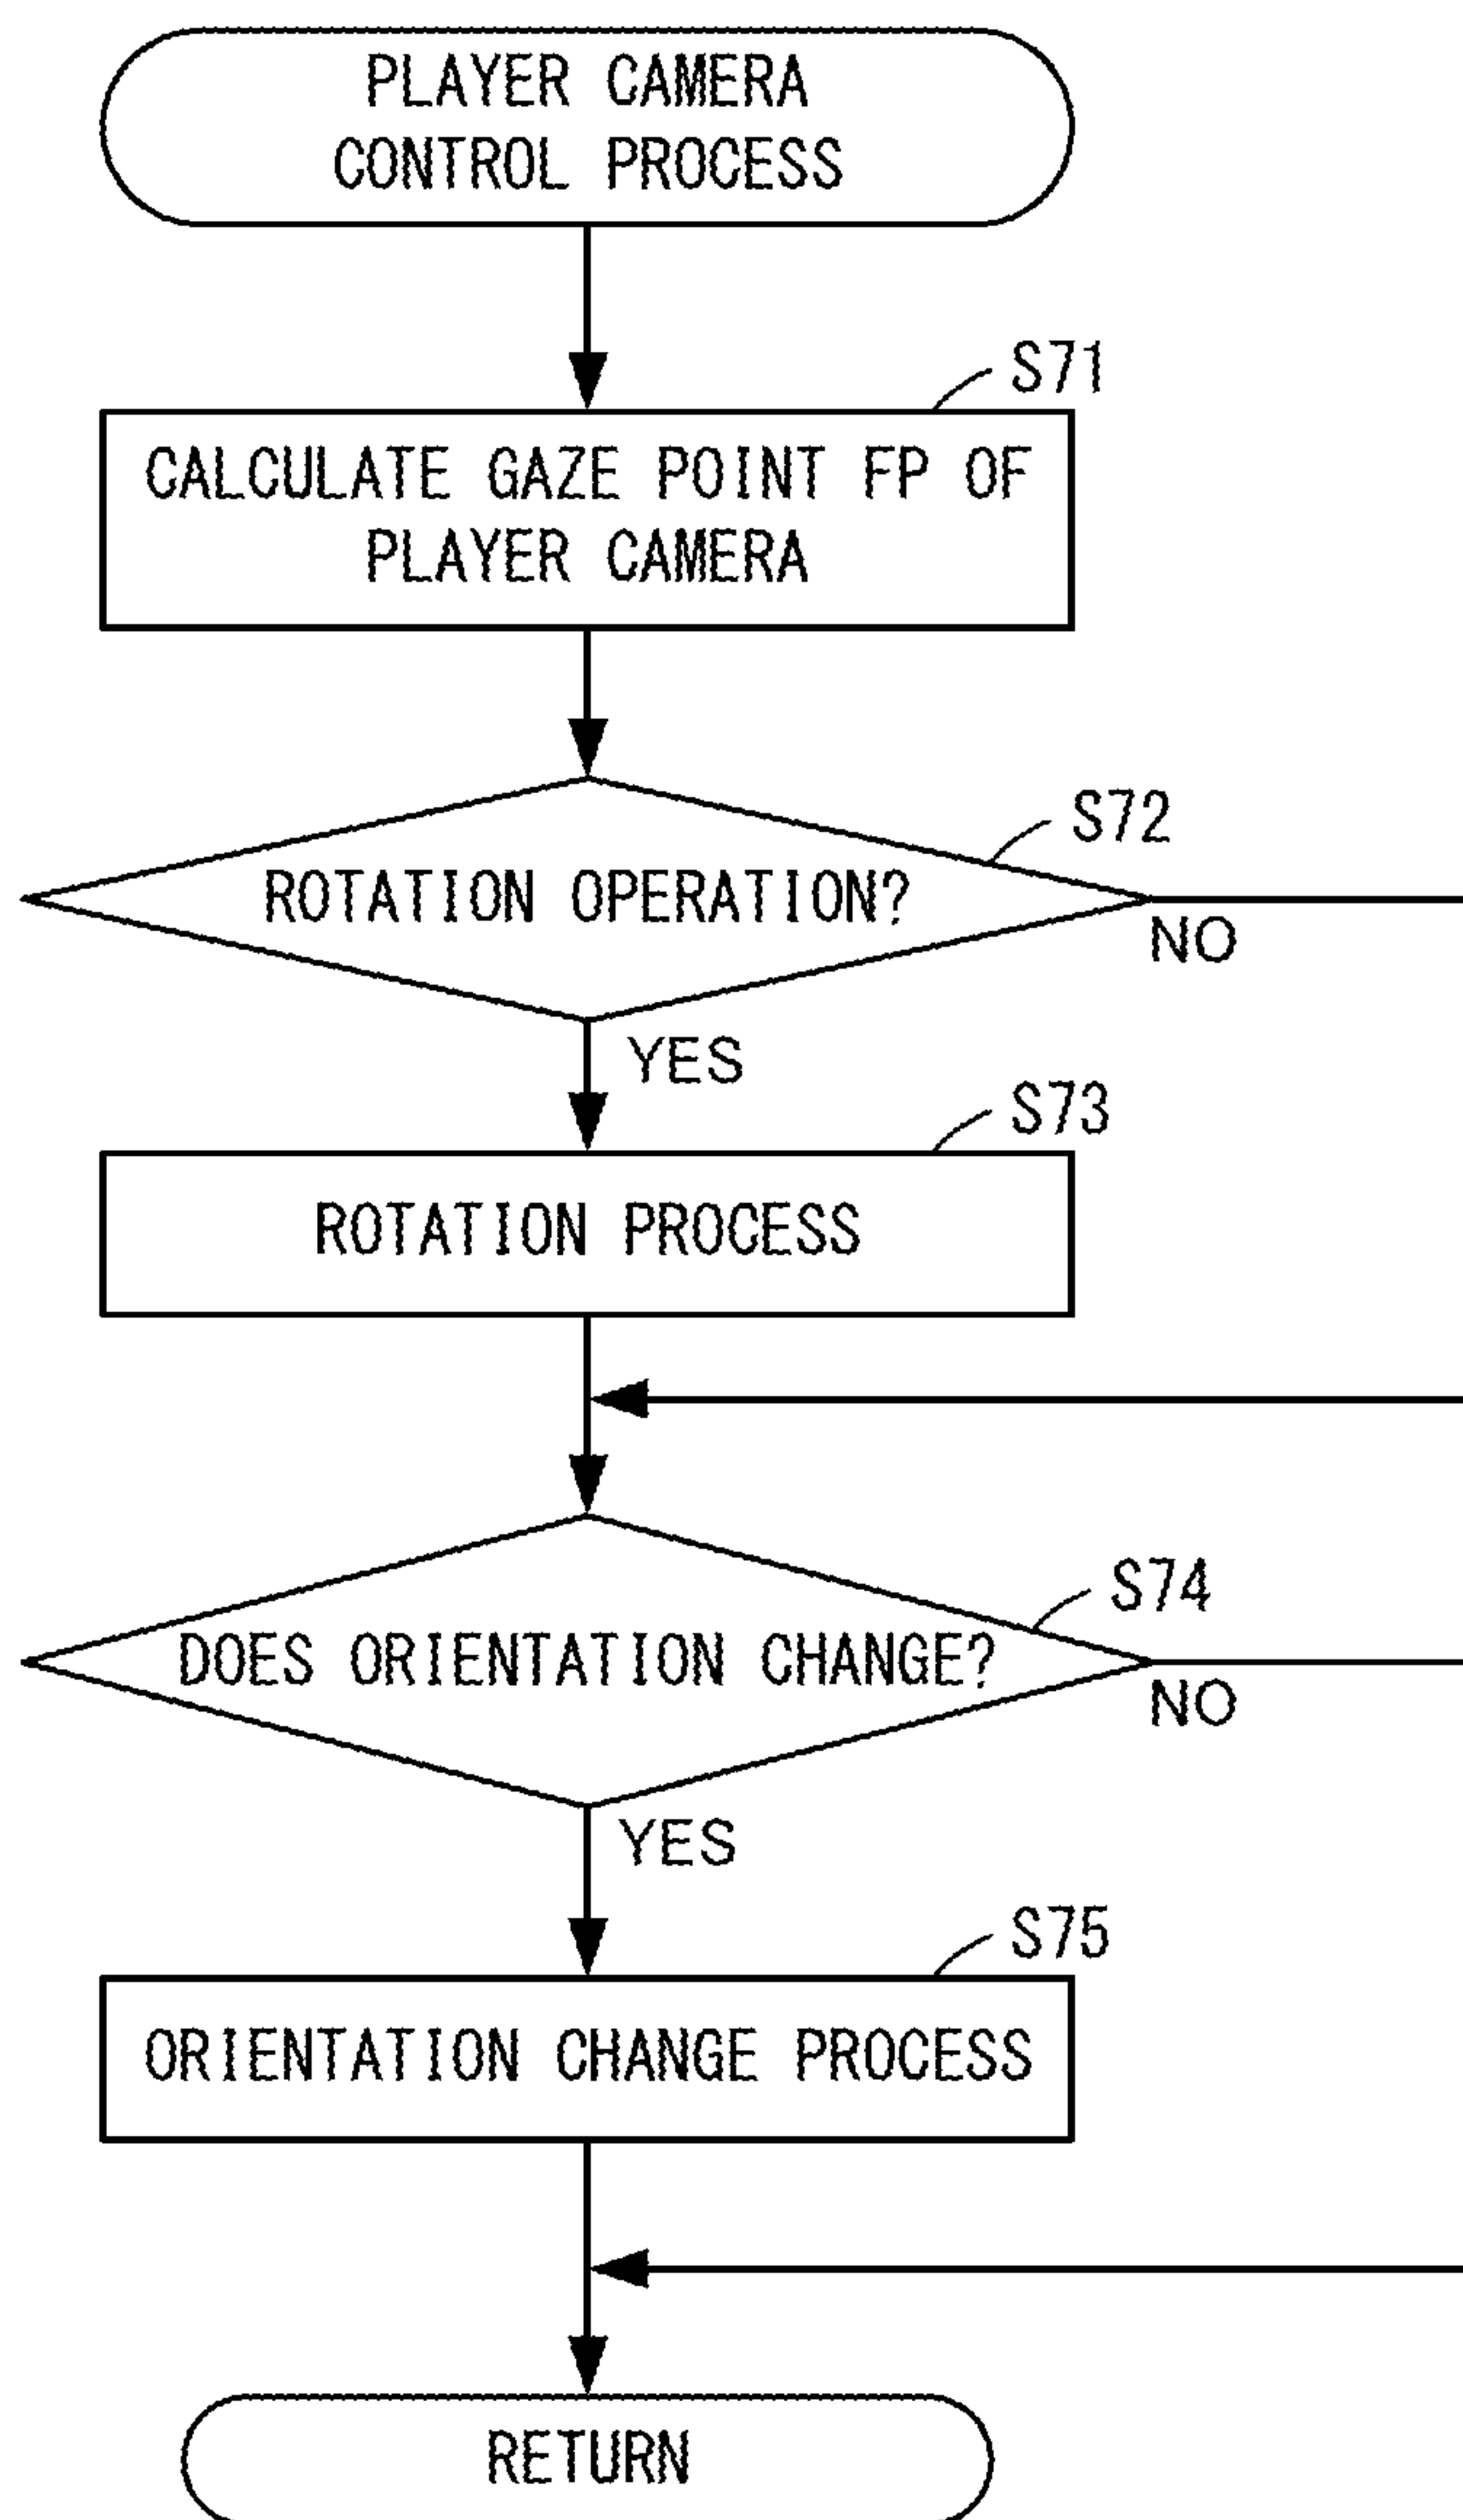 PLAYER CAMERA
CONTROL PROCESS
S71
CALCULATE GAZE POINT FP OF
PLAYER CAMERA
S72
ROTATION OPERATION?
NO
YES
S73
ROTATION PROCESS
S74
DOES ORIENTATION CHANGE?
NO
YES
S75
ORIENTATION CHANGE PROCESS
RETURN